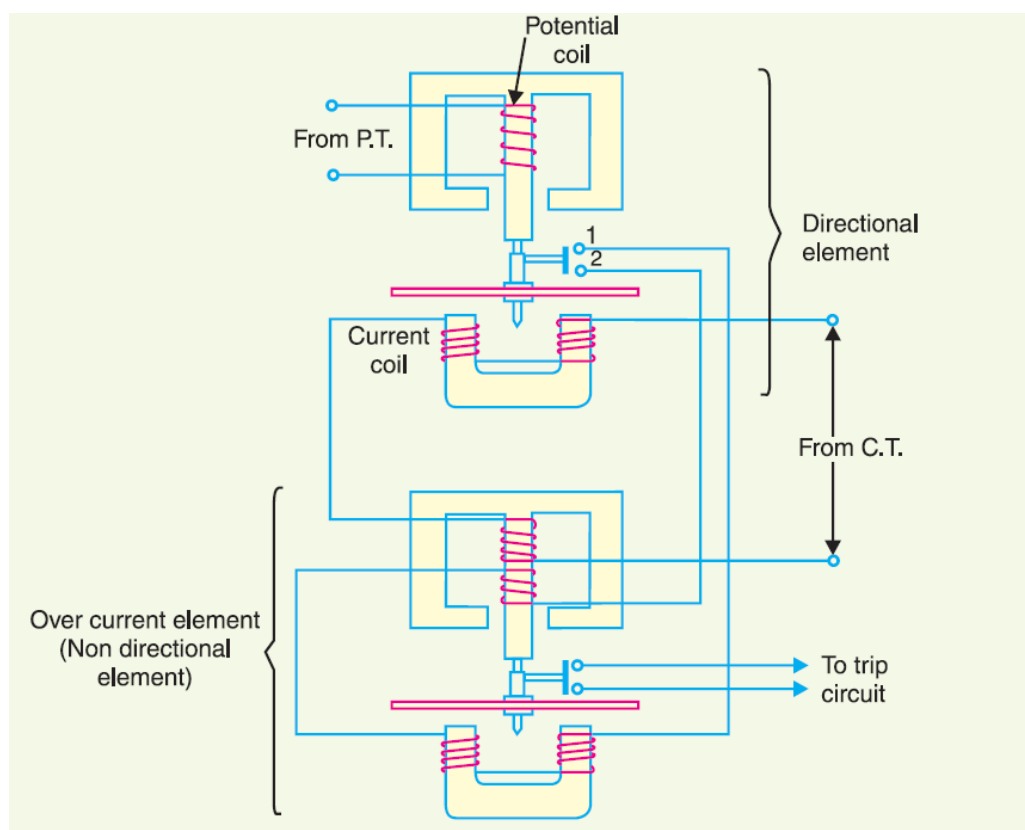 Potential
coil
From P.T.
1
2
Directional
element
Current
coil
From C.T.
Over current element
(Non directional
element)
To trip
circuit